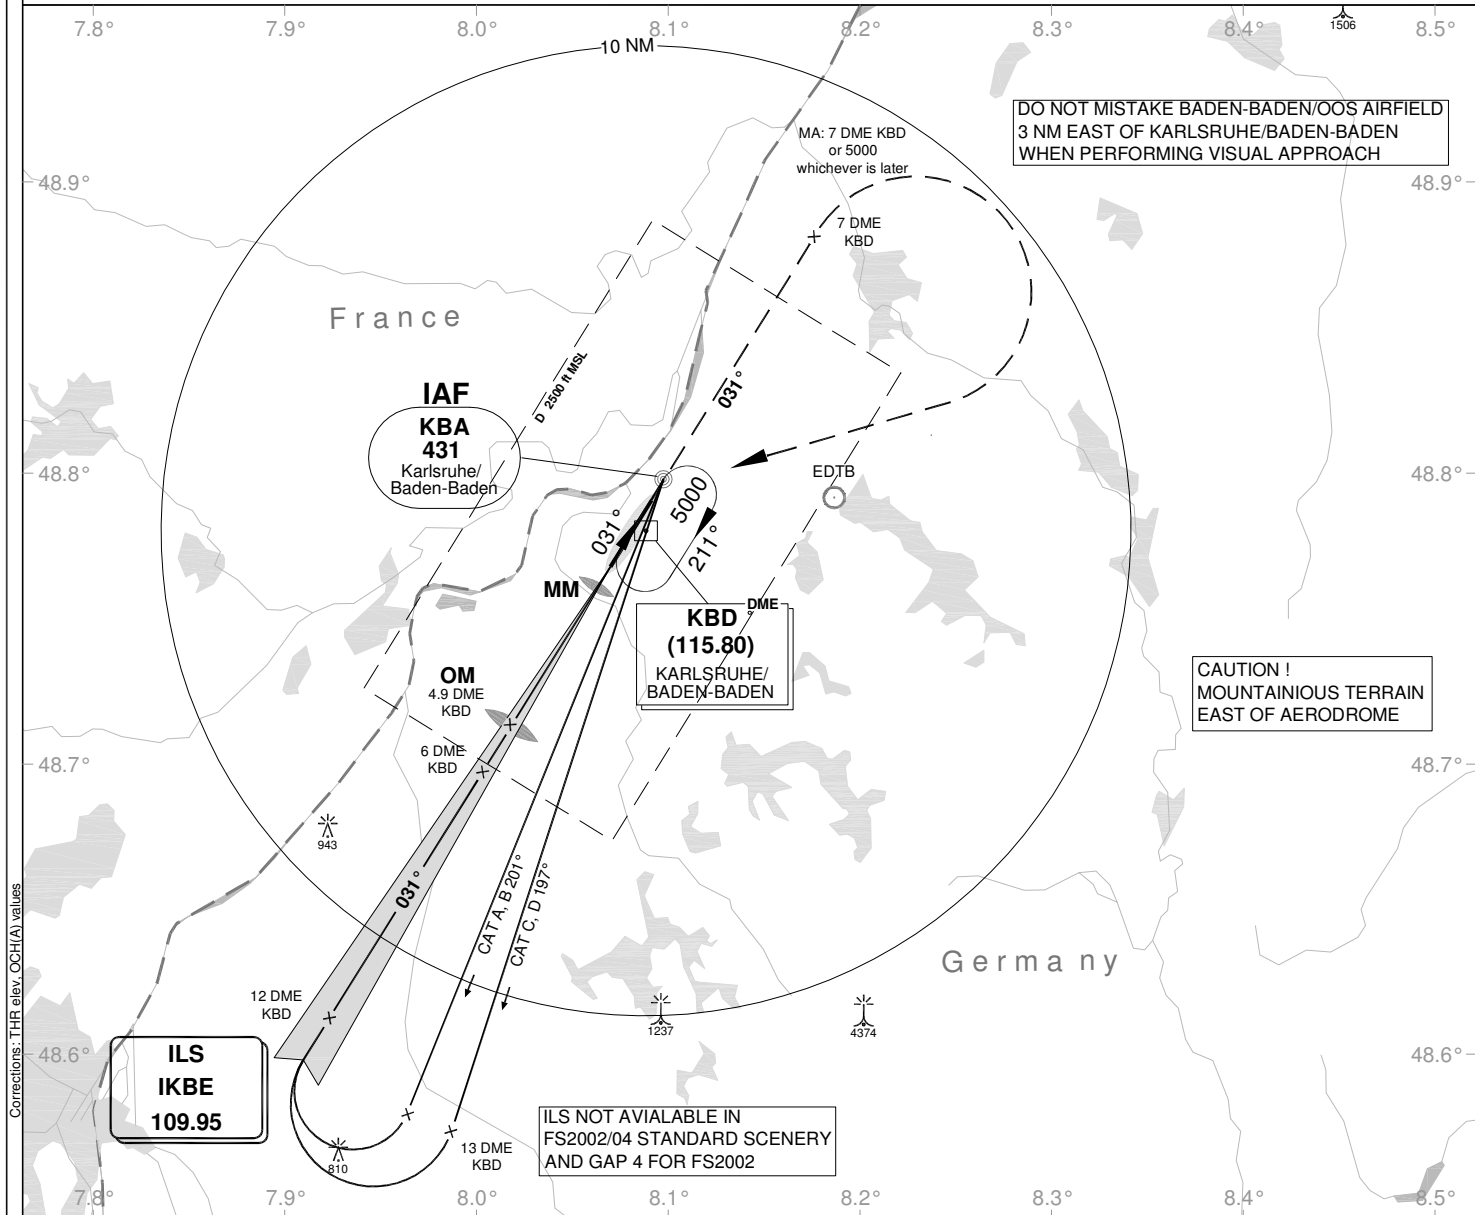 7.8°
7.9°
8.0°
8.1°
8.2°
8.3°
8.4°
8.5°
1506
10 NM
DO NOT MISTAKE BADEN-BADEN/OOS AIRFIELD
3 NM EAST OF KARLSRUHE/BADEN-BADEN
WHEN PERFORMING VISUAL APPROACH
MA: 7 DME KBD
or 5000
whichever is later
48.9°
48.9°
7 DME
KBD
France
D 2500 ft MSL
031°
IAF
KBA
431
Karlsruhe/
Baden-Baden
48.8°
48.8°
EDTB
5000
031°
211°
MM
DME
KBD
(115.80)
KARLSRUHE/
BADEN-BADEN
OM
4.9 DME
KBD
CAUTION !
MOUNTAINIOUS TERRAIN
EAST OF AERODROME
6 DME
KBD
48.7°
48.7°
943
031°
CAT A, B 201°
CAT C, D 197°
Germany
Corrections: THR elev, OCH(A) values
12 DME
KBD
1237
4374
48.6°
48.6°
ILS
IKBE
109.95
ILS NOT AVIALABLE IN
FS2002/04 STANDARD SCENERY
AND GAP 4 FOR FS2002
13 DME
KBD
810
7.8°
7.9°
8.0°
8.1°
8.2°
8.3°
8.4°
8.5°